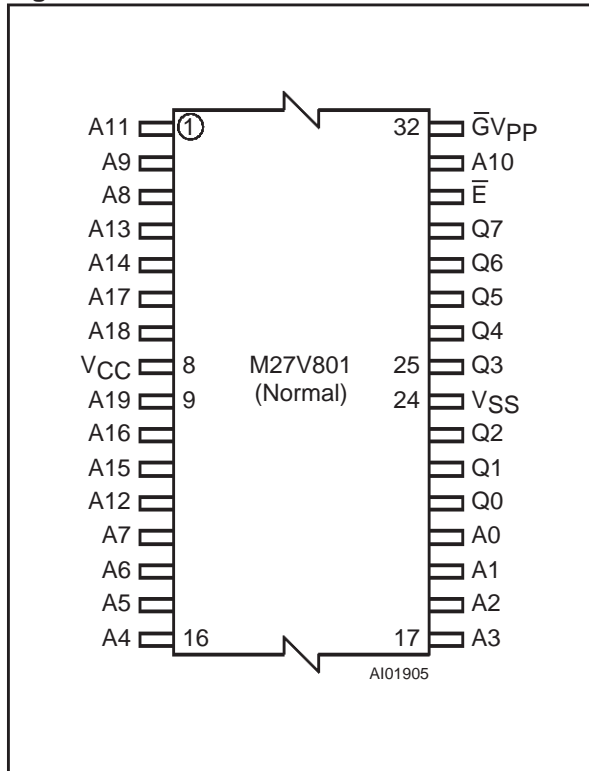 A11 1 32 G̅VPP
A9 A10
A8 E̅
A13 Q7
A14 Q6
A17 Q5
A18 Q4
VCC 8 M27V801 25 Q3
A19 9 (Normal) 24 VSS
A16 Q2
A15 Q1
A12 Q0
A7 A0
A6 A1
A5 A2
A4 16 17 A3
AI01905